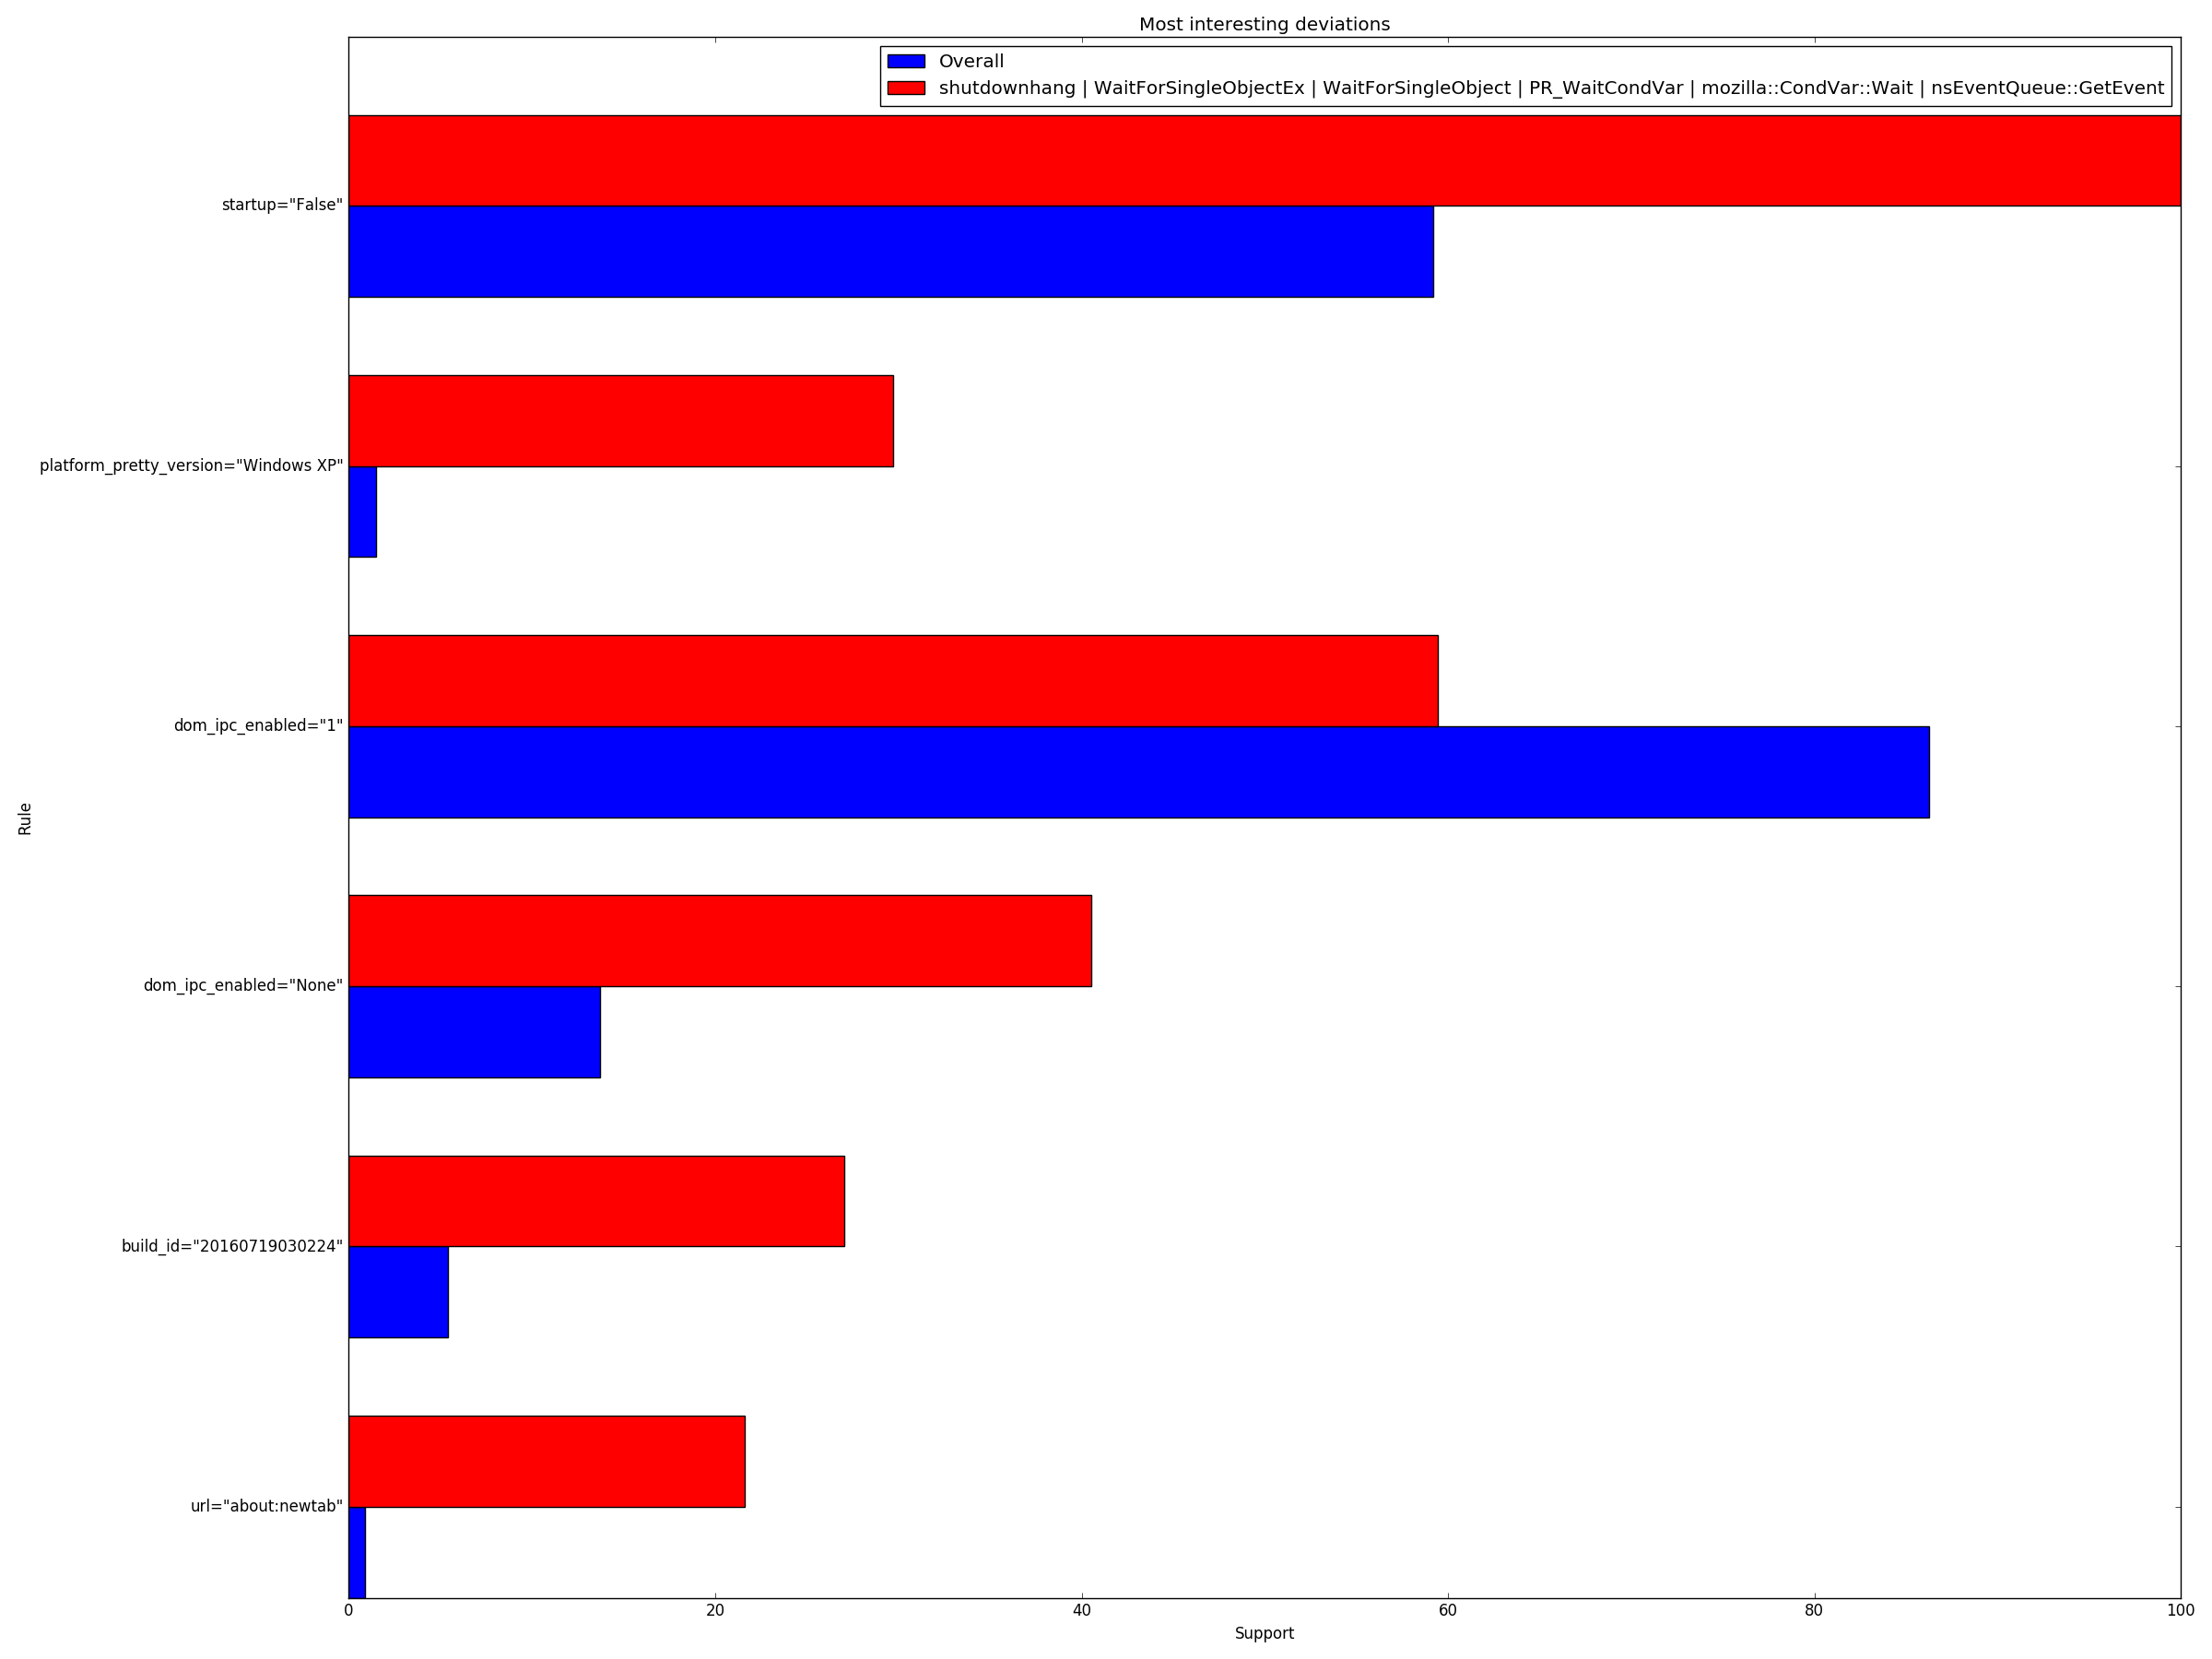 Most interesting deviations
Overall
shutdownhang | WaitForSingleObjectEx | WaitForSingleObject | PR_WaitCondVar | mozilla::CondVar::Wait | nsEventQueue::GetEvent
startup="False"
platform_pretty_version="Windows XP"
dom_ipc_enabled="1"
Rule
dom_ipc_enabled="None"
build_id="20160719030224"
url="about:newtab"
0 20 40 60 80 100
Support